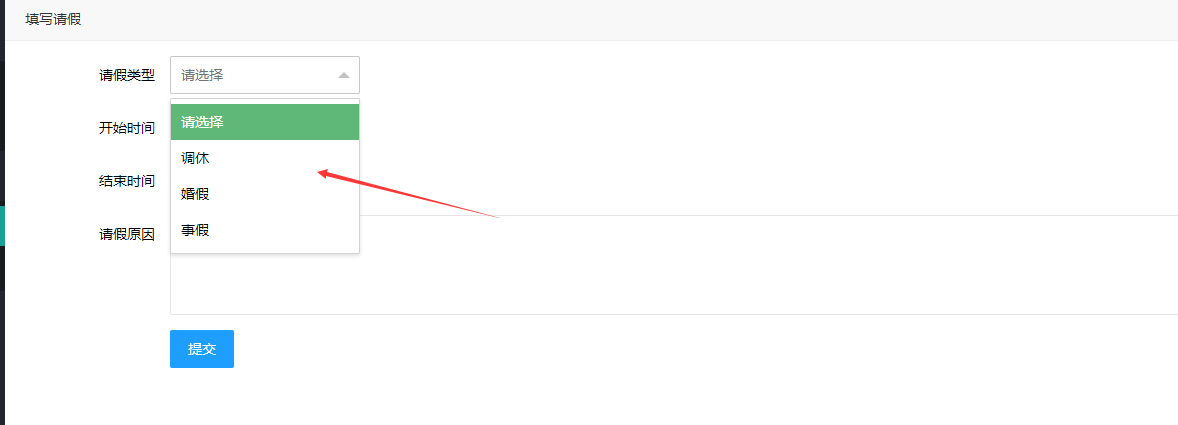 填写请假
请假类型
请选择
请选择
开始时间
调休
结束时间
婚假
请假原因
事假
提交